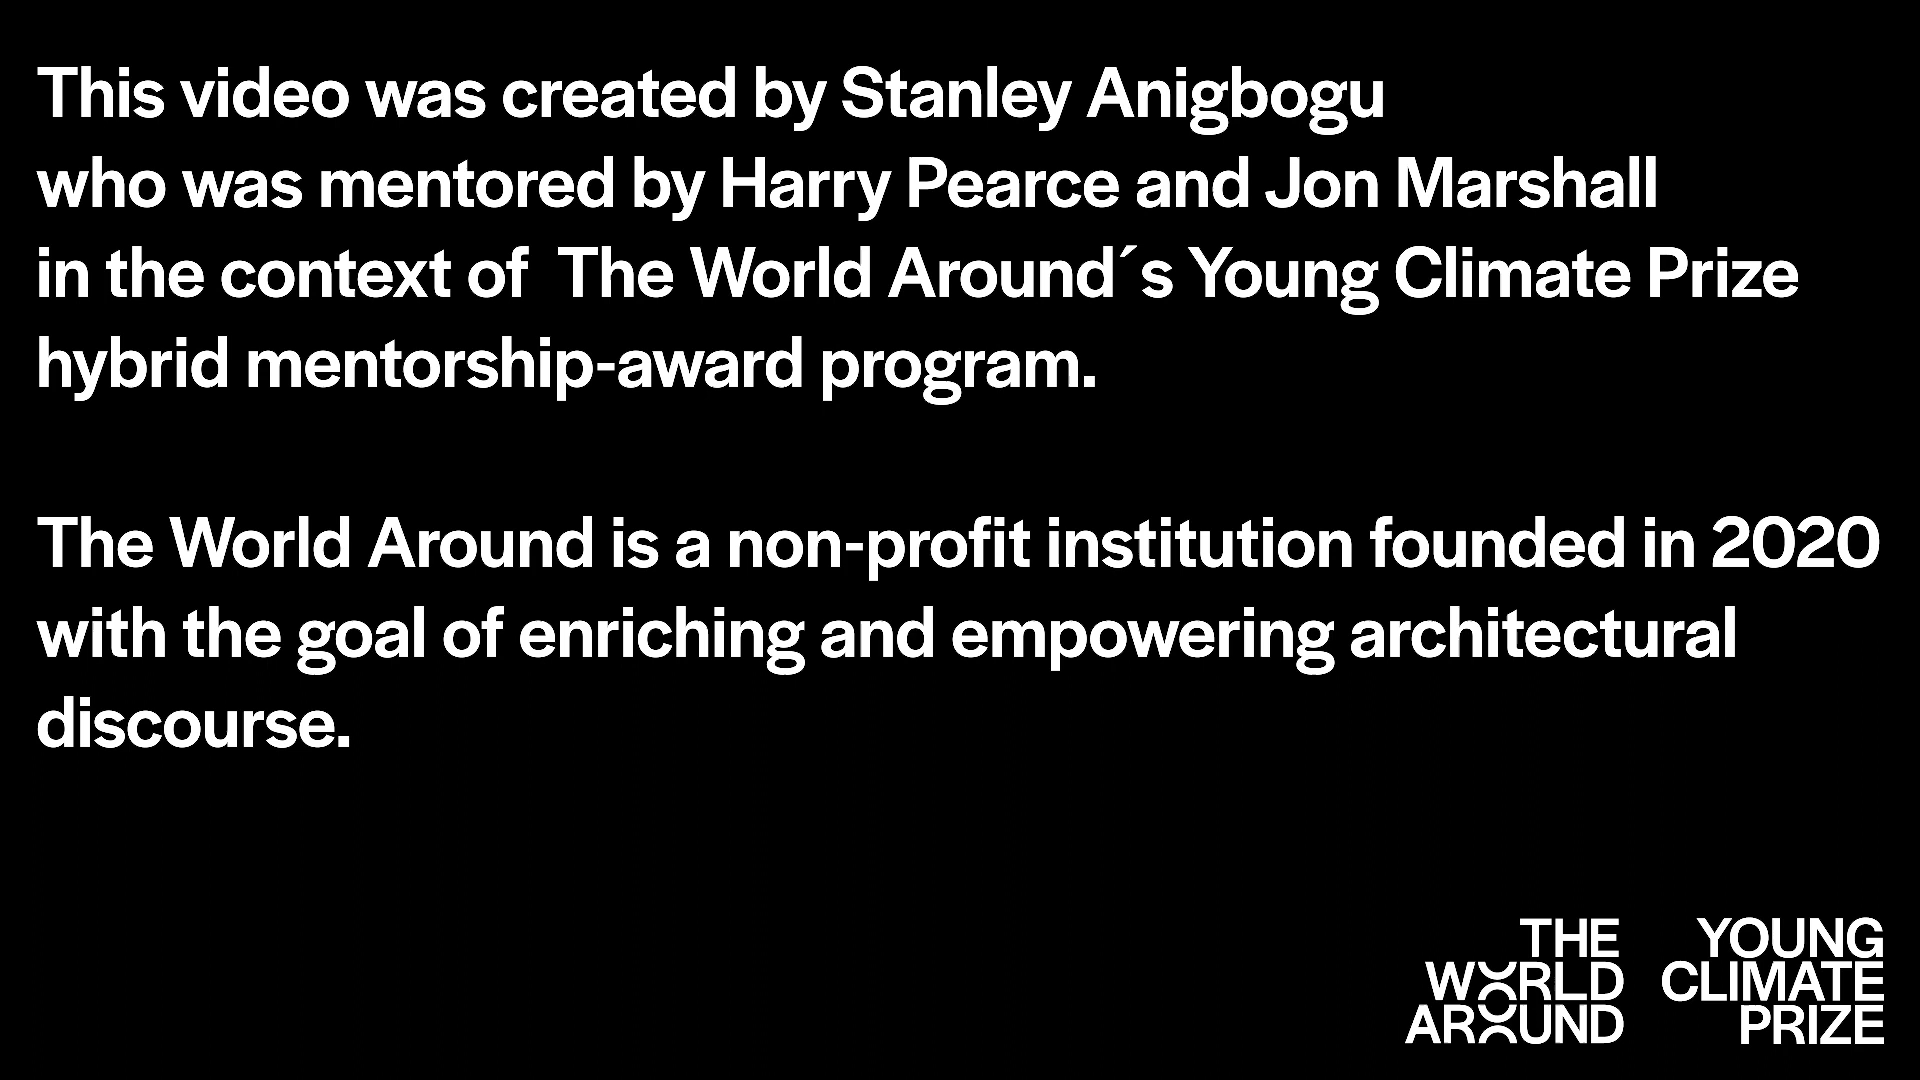 This video was created by Stanley Anigbogu
who was mentored by Harry Pearce and Jon Marshall
in the context of  The World Around´s Young Climate Prize
hybrid mentorship-award program.
The World Around is a non-profit institution founded in 2020
with the goal of enriching and empowering architectural
discourse.
THE
WORLD
AROUND
YOUNG
CLIMATE
PRIZE